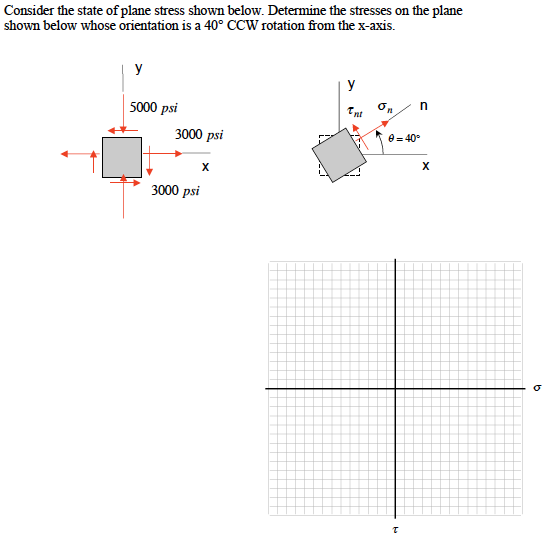 Consider the state of plane stress shown below. Determine the stresses on the plane
shown below whose orientation is a 40° CCW rotation from the x-axis.
y
5000 psi
3000 psi
x
3000 psi
y
τnt
σn
n
θ = 40°
x
σ
τ